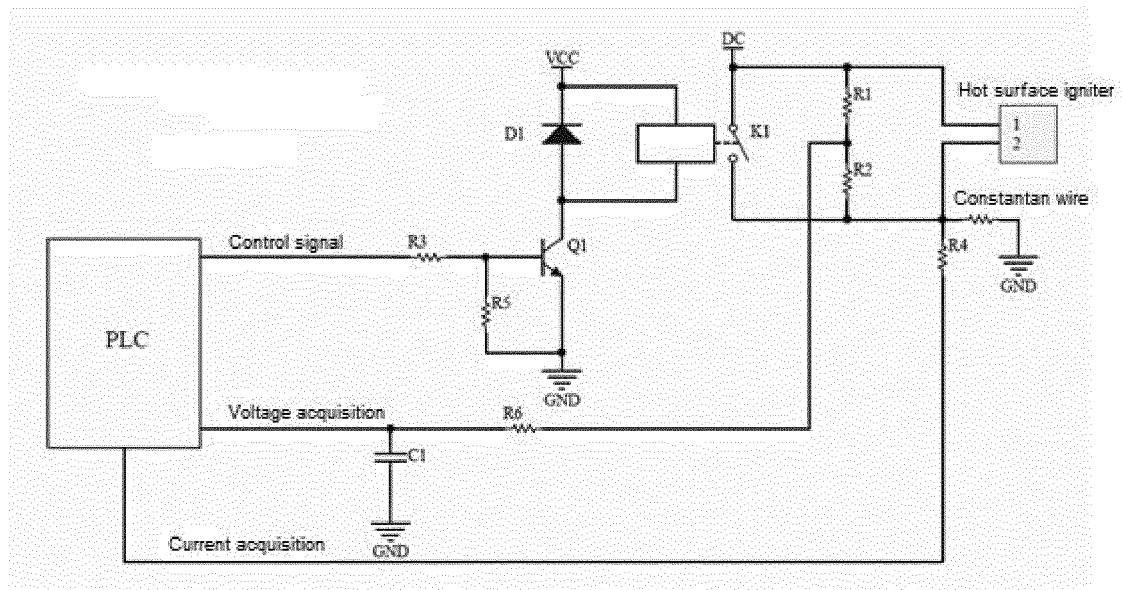 DC
VCC
Hot surface igniter
R1
D1
K1
1
2
R2
Constantan wire
Control signal
R3
Q1
R4
GND
R5
PLC
GND
Voltage acquisition
R6
C1
Current acquisition
GND